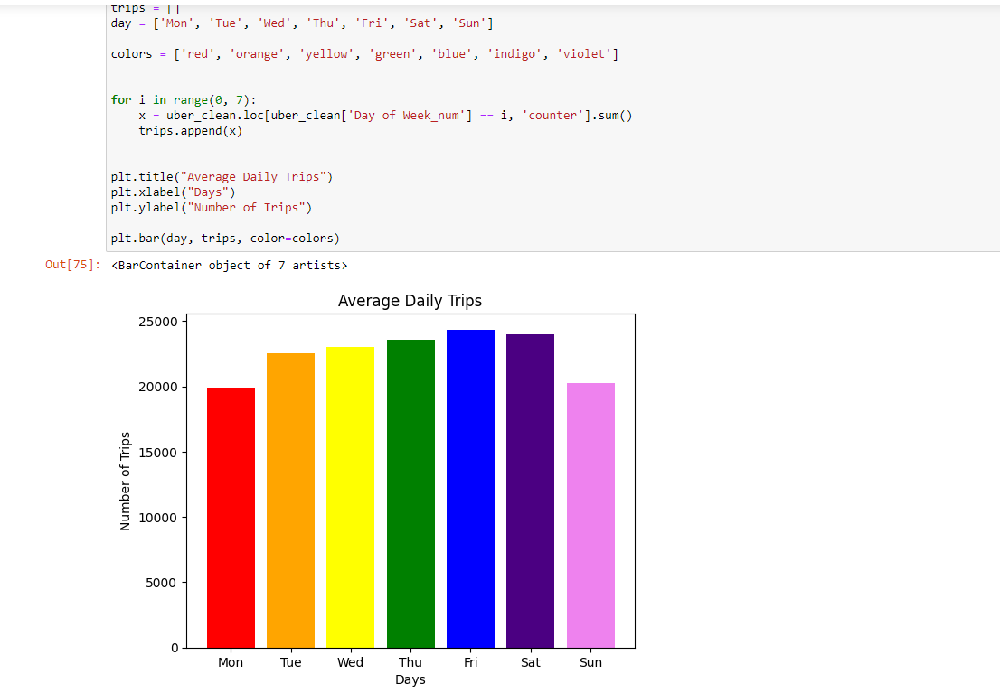 trips = []
day = ['Mon', 'Tue', 'Wed', 'Thu', 'Fri', 'Sat', 'Sun']
colors = ['red', 'orange', 'yellow', 'green', 'blue', 'indigo', 'violet']
for i in range(0, 7):
    x = uber_clean.loc[uber_clean['Day of Week_num'] == i, 'counter'].sum()
    trips.append(x)
plt.title("Average Daily Trips")
plt.xlabel("Days")
plt.ylabel("Number of Trips")
plt.bar(day, trips, color=colors)
Out[75]: <BarContainer object of 7 artists>
Average Daily Trips
25000
20000
15000
10000
5000
0
Number of Trips
Mon Tue Wed Thu Fri Sat Sun
Days